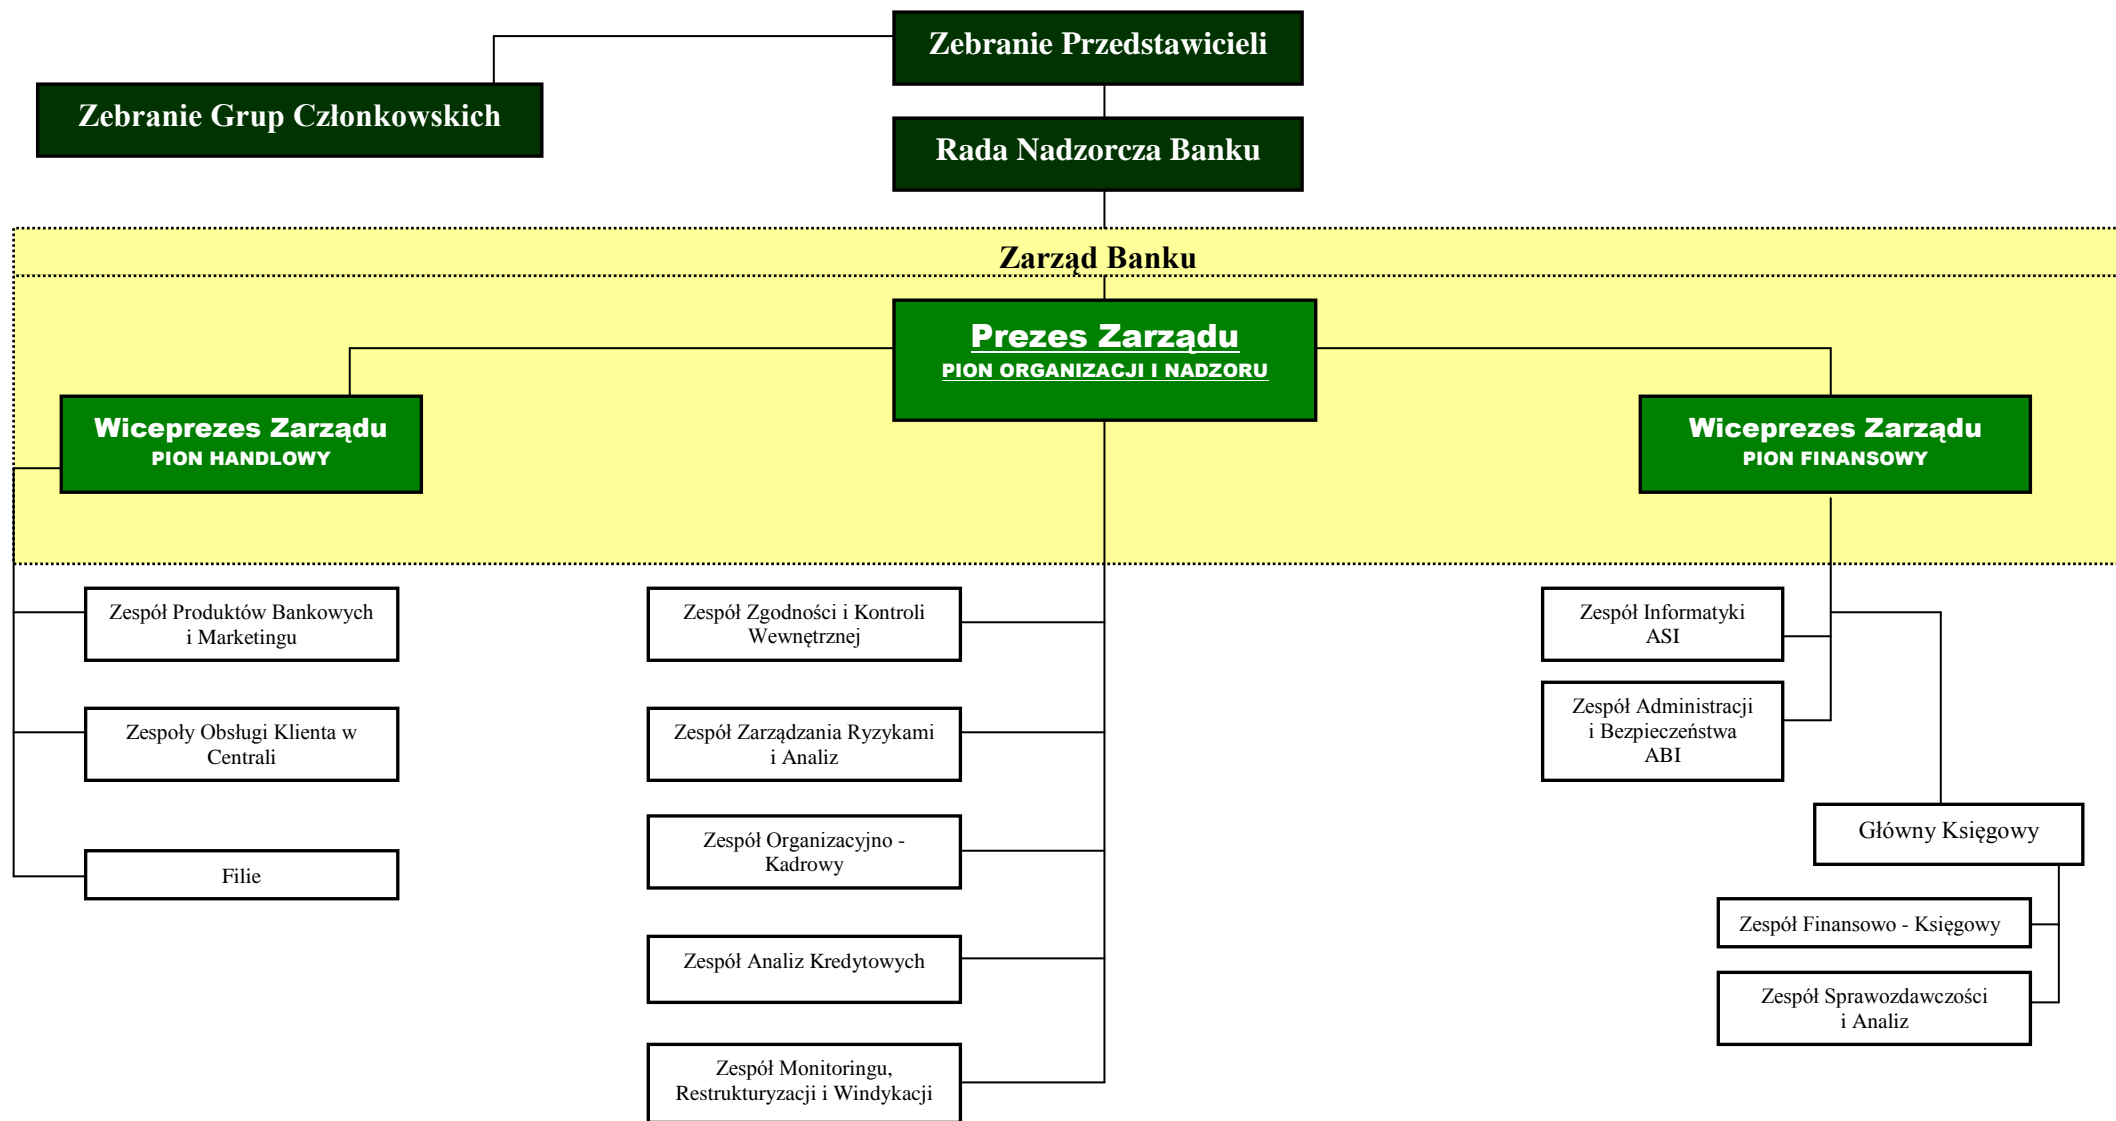 Zebranie Przedstawicieli
Zebranie Grup Członkowskich
Rada Nadzorcza Banku
Zarząd Banku
Prezes Zarządu
PION ORGANIZACJI I NADZORU
Wiceprezes Zarządu
PION HANDLOWY
Wiceprezes Zarządu
PION FINANSOWY
Zespół Produktów Bankowych
i Marketingu
Zespoły Obsługi Klienta w
Centrali
Filie
Zespół Zgodności i Kontroli
Wewnętrznej
Zespół Zarządzania Ryzykami
i Analiz
Zespół Organizacyjno -
Kadrowy
Zespół Analiz Kredytowych
Zespół Monitoringu,
Restrukturyzacji i Windykacji
Zespół Informatyki
ASI
Zespół Administracji
i Bezpieczeństwa
ABI
Główny Księgowy
Zespół Finansowo - Księgowy
Zespół Sprawozdawczości
i Analiz